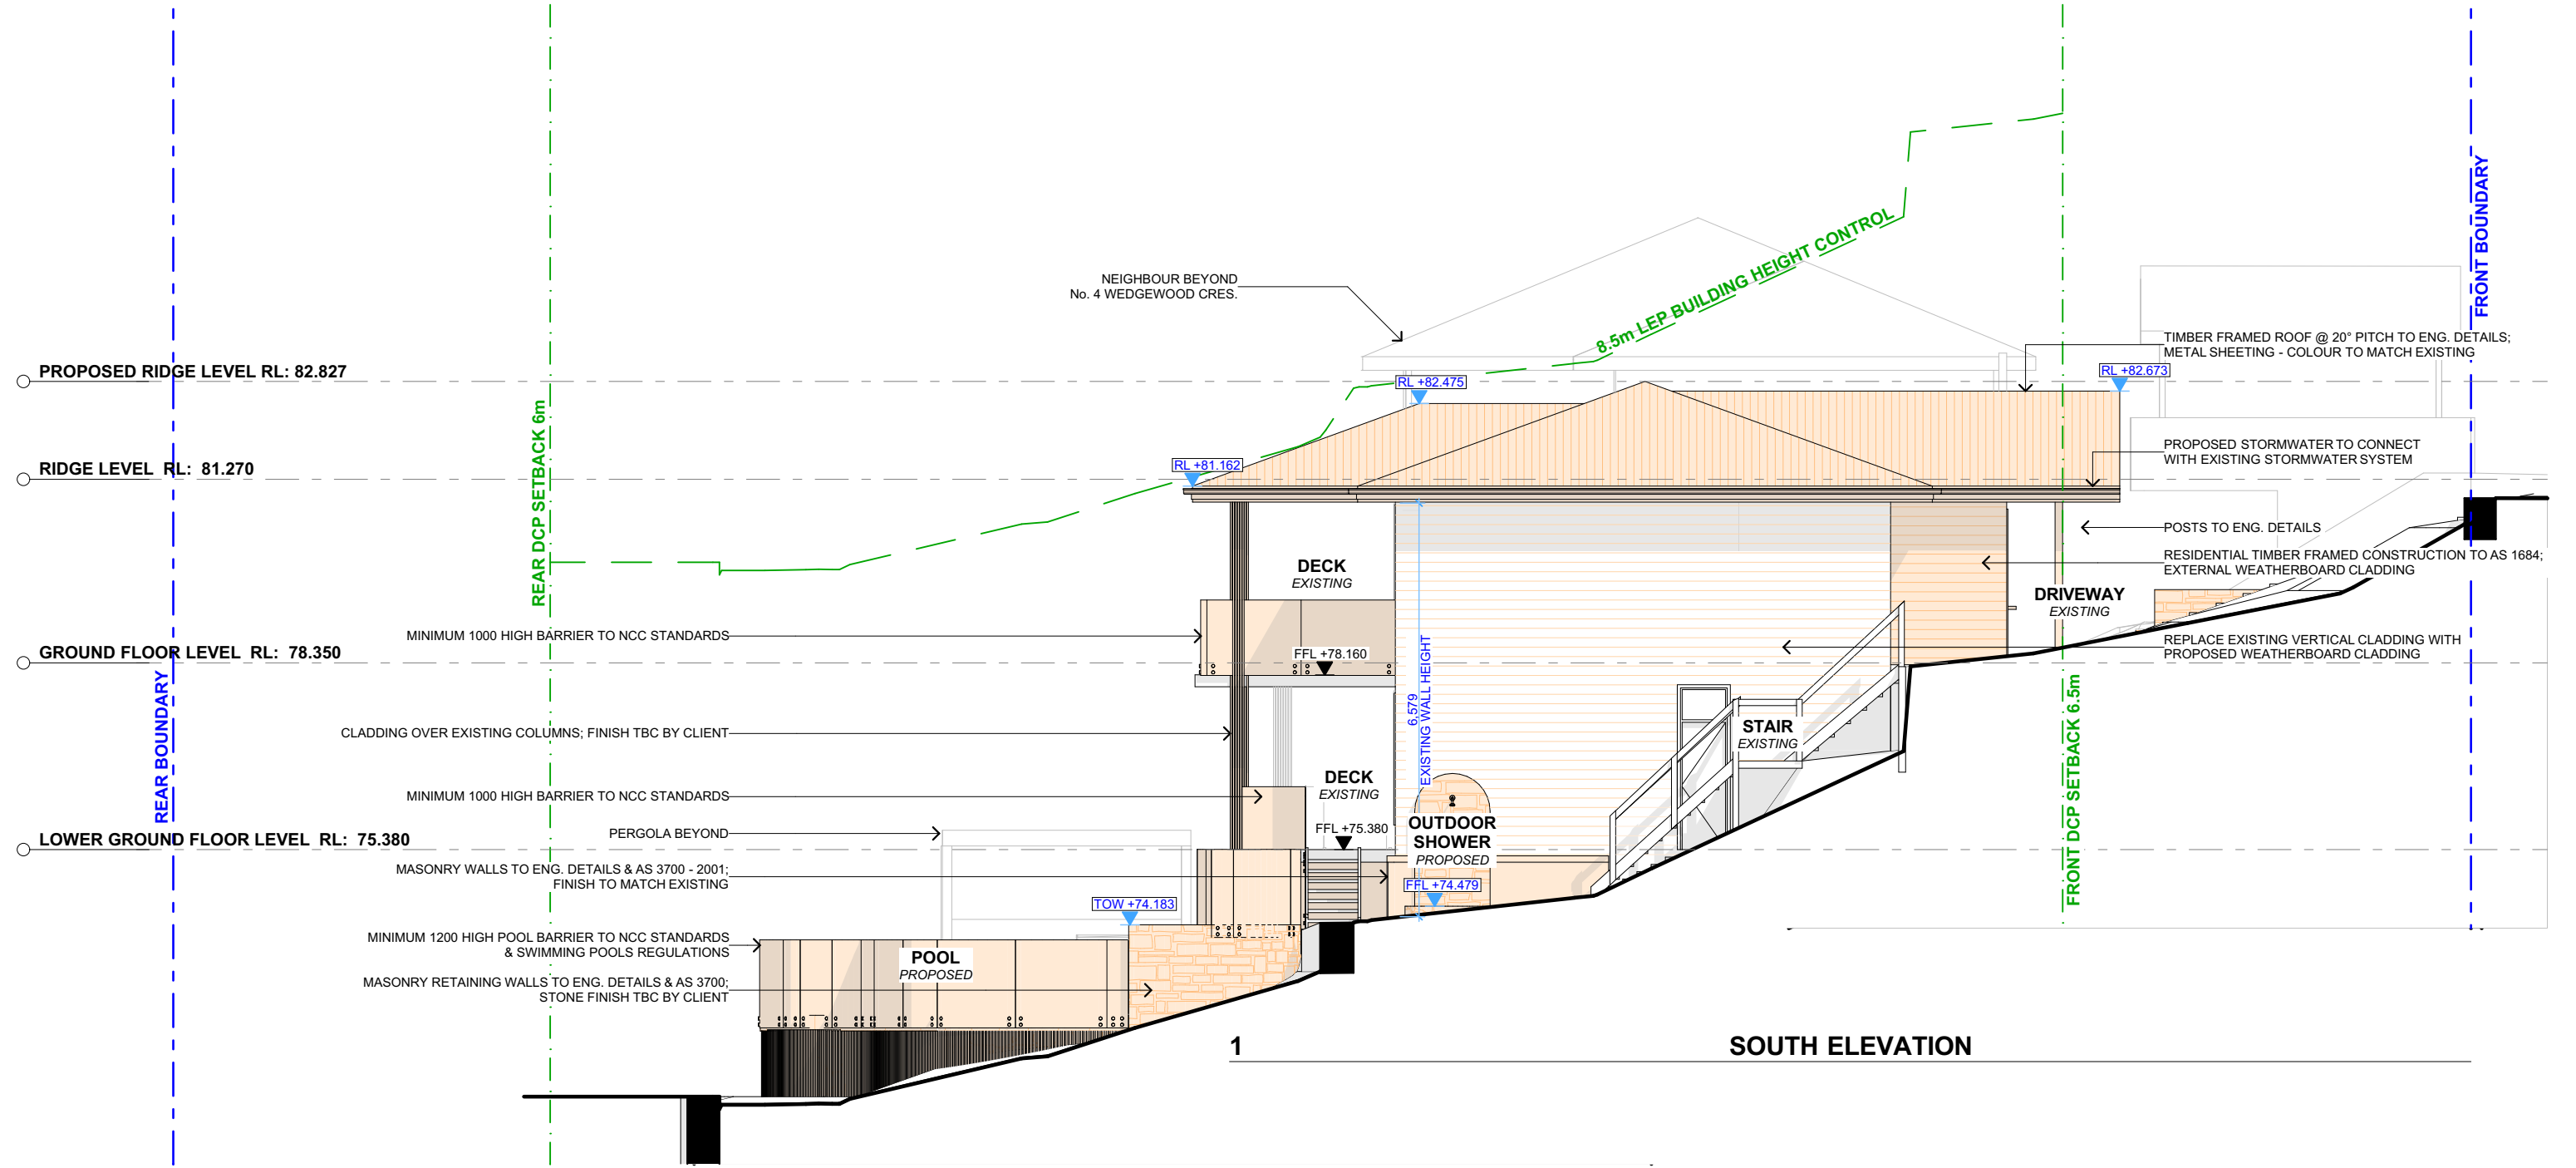 8.5m LEP BUILDING HEIGHT CONTROL
FRONT BOUNDARY
NEIGHBOUR BEYOND
No. 4 WEDGEWOOD CRES.
TIMBER FRAMED ROOF @ 20° PITCH TO ENG. DETAILS;
METAL SHEETING - COLOUR TO MATCH EXISTING
PROPOSED RIDGE LEVEL RL: 82.827
RL +82.475
RL +82.673
REAR DCP SETBACK 6m
PROPOSED STORMWATER TO CONNECT
WITH EXISTING STORMWATER SYSTEM
RIDGE LEVEL RL: 81.270
RL +81.162
POSTS TO ENG. DETAILS
DECK
EXISTING
RESIDENTIAL TIMBER FRAMED CONSTRUCTION TO AS 1684;
EXTERNAL WEATHERBOARD CLADDING
DRIVEWAY
EXISTING
MINIMUM 1000 HIGH BARRIER TO NCC STANDARDS
REPLACE EXISTING VERTICAL CLADDING WITH
PROPOSED WEATHERBOARD CLADDING
GROUND FLOOR LEVEL RL: 78.350
FFL +78.160
REAR BOUNDARY
6,579
EXISTING WALL HEIGHT
FRONT DCP SETBACK 6.5m
CLADDING OVER EXISTING COLUMNS; FINISH TBC BY CLIENT
STAIR
EXISTING
DECK
EXISTING
MINIMUM 1000 HIGH BARRIER TO NCC STANDARDS
PERGOLA BEYOND
FFL +75.380
OUTDOOR
SHOWER
PROPOSED
LOWER GROUND FLOOR LEVEL RL: 75.380
MASONRY WALLS TO ENG. DETAILS & AS 3700 - 2001;
FINISH TO MATCH EXISTING
FFL +74.479
TOW +74.183
MINIMUM 1200 HIGH POOL BARRIER TO NCC STANDARDS
& SWIMMING POOLS REGULATIONS
POOL
PROPOSED
MASONRY RETAINING WALLS TO ENG. DETAILS & AS 3700;
STONE FINISH TBC BY CLIENT
1
SOUTH ELEVATION